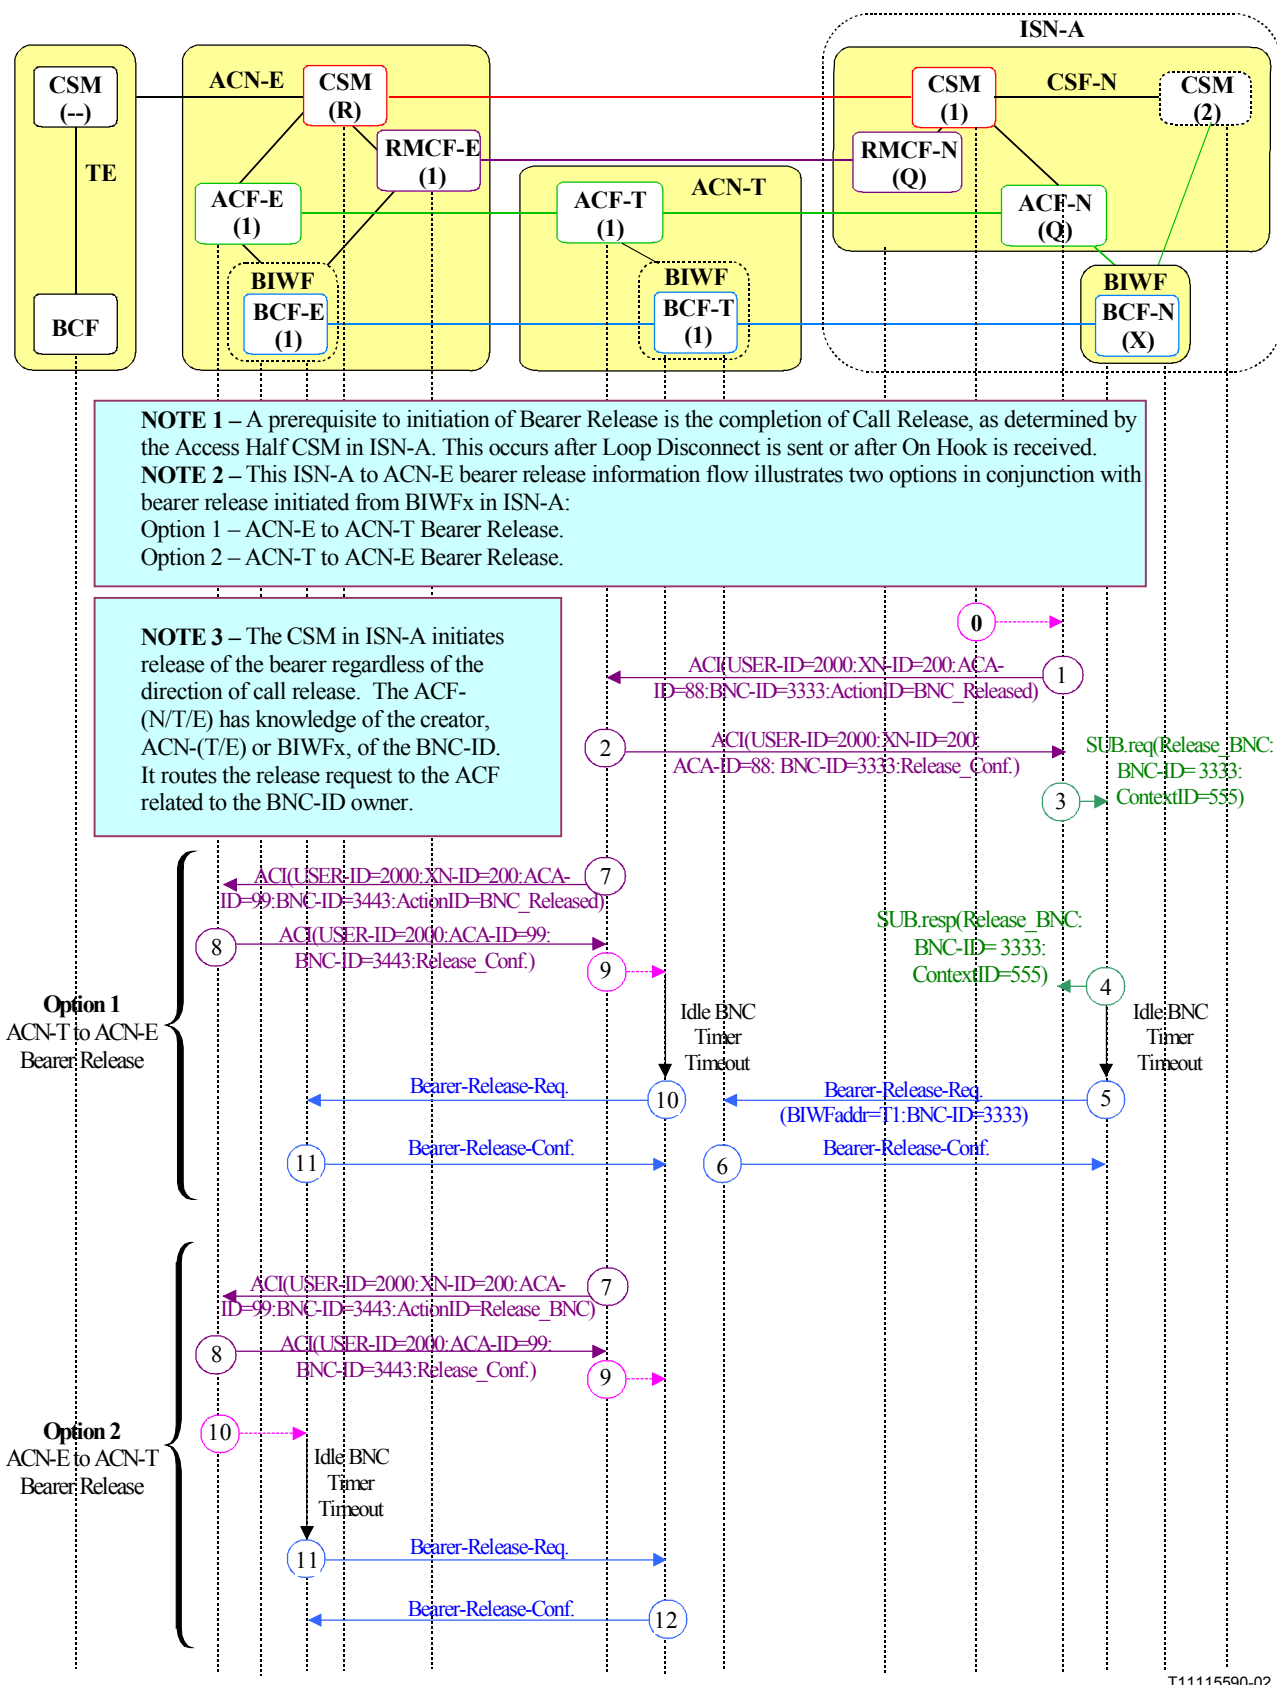 ISN-A
CSM
(--)
TE
BCF
ACN-E
CSM
(R)
RMCF-E
(1)
ACF-E
(1)
BIWF
BCF-E
(1)
ACN-T
ACF-T
(1)
BIWF
BCF-T
(1)
CSM
(1)
CSF-N
CSM
(2)
RMCF-N
(Q)
ACF-N
(Q)
BIWF
BCF-N
(X)
NOTE 1 – A prerequisite to initiation of Bearer Release is the completion of Call Release, as determined by
the Access Half CSM in ISN-A. This occurs after Loop Disconnect is sent or after On Hook is received.
NOTE 2 – This ISN-A to ACN-E bearer release information flow illustrates two options in conjunction with
bearer release initiated from BIWFx in ISN-A:
Option 1 – ACN-E to ACN-T Bearer Release.
Option 2 – ACN-T to ACN-E Bearer Release.
NOTE 3 – The CSM in ISN-A initiates
release of the bearer regardless of the
direction of call release. The ACF-
(N/T/E) has knowledge of the creator,
ACN-(T/E) or BIWFx, of the BNC-ID.
It routes the release request to the ACF
related to the BNC-ID owner.
0
1
ACI(USER-ID=2000:XN-ID=200:ACA-
ID=88:BNC-ID=3333:ActionID=BNC_Released)
2
ACI(USER-ID=2000:XN-ID=200:
ACA-ID=88: BNC-ID=3333:Release_Conf.)
SUB.req(Release_BNC:
BNC-ID= 3333:
ContextID=555)
3
Option 1
ACN-T to ACN-E
Bearer Release
7
ACI(USER-ID=2000:XN-ID=200:ACA-
ID=99:BNC-ID=3443:ActionID=BNC_Released)
8
ACI(USER-ID=2000:ACA-ID=99:
BNC-ID=3443:Release_Conf.)
9
SUB.resp(Release_BNC:
BNC-ID= 3333:
ContextID=555)
4
Idle BNC
Timer
Timeout
Idle BNC
Timer
Timeout
Bearer-Release-Req.
10
Bearer-Release-Req.
(BIWFaddr=T1:BNC-ID=3333)
5
11
Bearer-Release-Conf.
6
Bearer-Release-Conf.
Option 2
ACN-E to ACN-T
Bearer Release
7
ACI(USER-ID=2000:XN-ID=200:ACA-
ID=99:BNC-ID=3443:ActionID=Release_BNC)
8
ACI(USER-ID=2000:ACA-ID=99:
BNC-ID=3443:Release_Conf.)
9
10
Idle BNC
Timer
Timeout
11
Bearer-Release-Req.
Bearer-Release-Conf.
12
T11115590-02